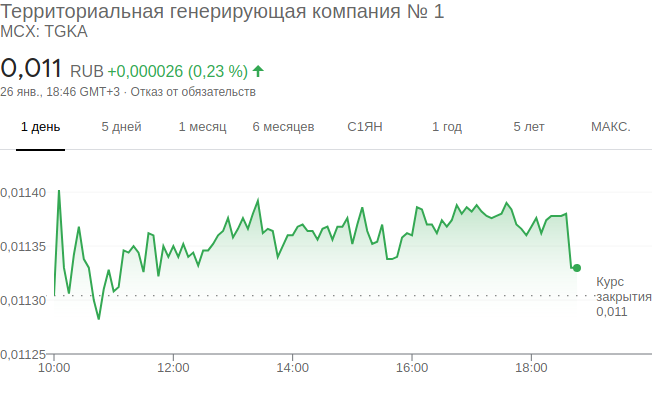 Территориальная генерирующая компания № 1
MCX: TGKA
0,011 RUB +0,000026 (0,23 %)
26 янв., 18:46 GMT+3 · Отказ от обязательств
1 день 5 дней 1 месяц 6 месяцев С1ЯН 1 год 5 лет МАКС.
0,01140
0,01135
0,01130
0,01125
Курс
закрытия
0,011
10:00 12:00 14:00 16:00 18:00